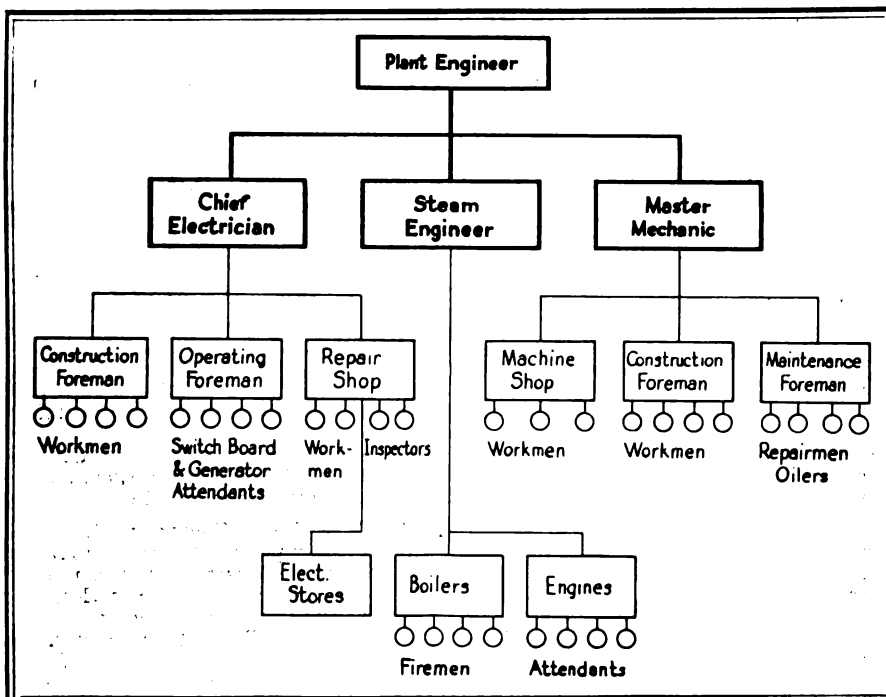 Plant Engineer
Chief
Electrician
Steam
Engineer
Master
Mechanic
Construction
Foreman
Operating
Foreman
Repair
Shop
Machine
Shop
Construction
Foreman
Maintenance
Foreman
Workmen
Switch Board
& Generator
Attendants
Work-
men
Inspectors
Workmen
Workmen
Repairmen
Oilers
Elect.
Stores
Boilers
Engines
Firemen
Attendants